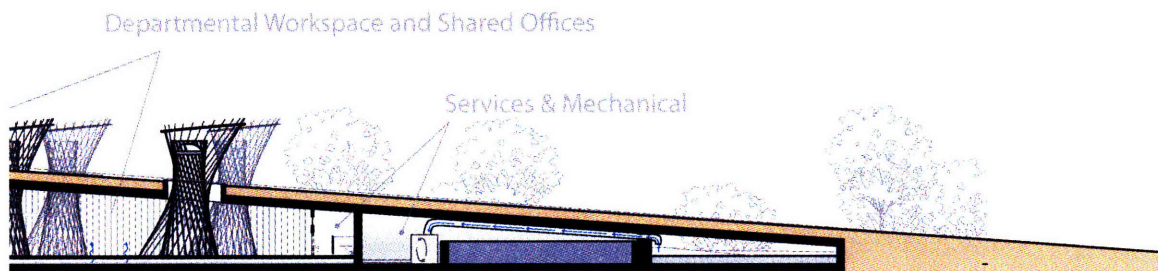 Departmental Workspace and Shared Offices
Services & Mechanical